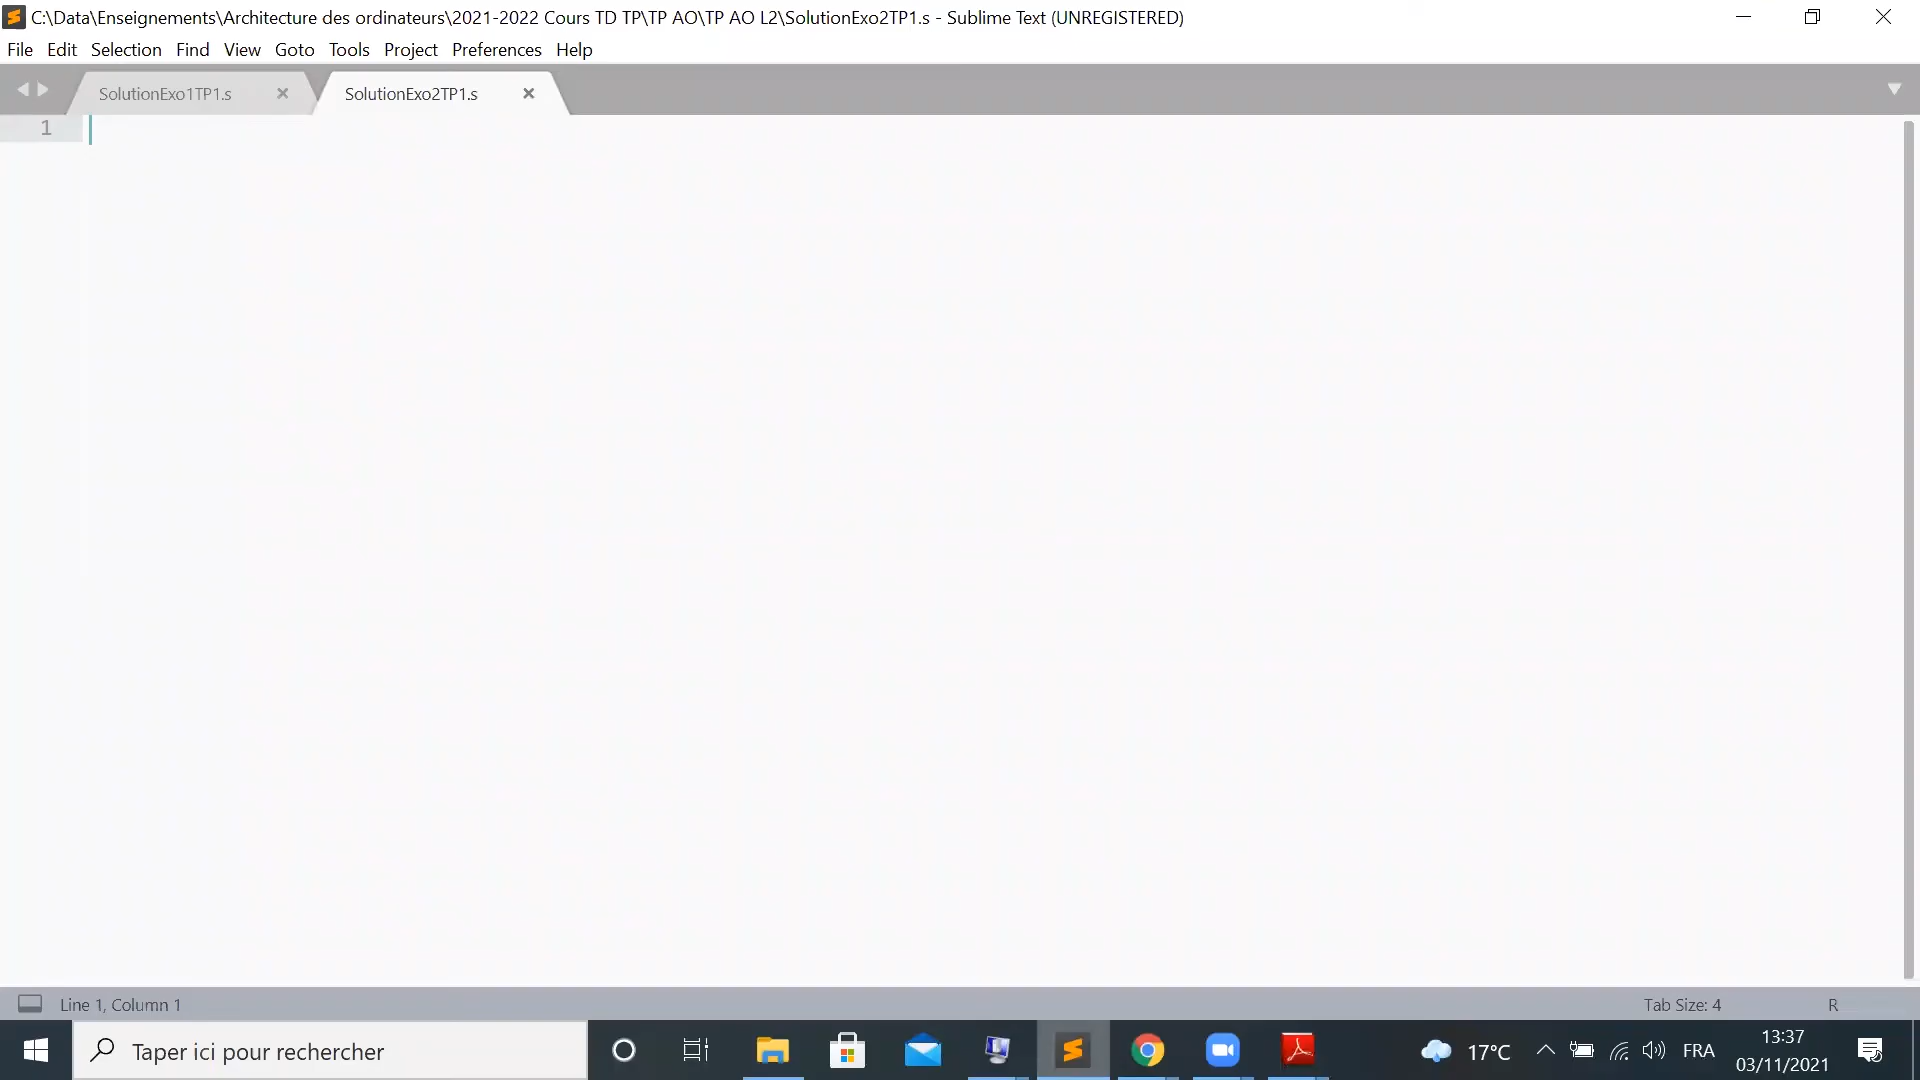 C:\Data\Enseignements\Architecture des ordinateurs\2021-2022 Cours TD TP\TP AO\TP AO L2\SolutionExo2TP1.s - Sublime Text (UNREGISTERED)
File Edit Selection Find View Goto Tools Project Preferences Help
SolutionExo1TP1.s SolutionExo2TP1.s
1
Line 1, Column 1 Tab Size: 4 R
Taper ici pour rechercher 17°C FRA 13:37
03/11/2021